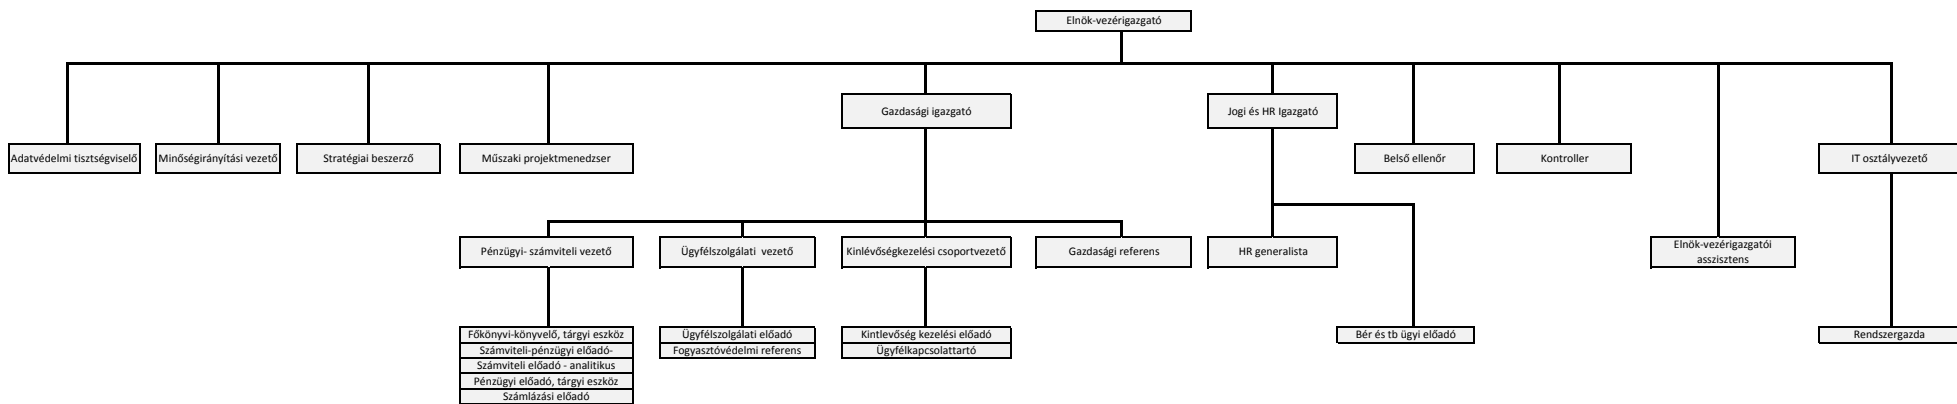 Elnök-vezérigazgató
Gazdasági igazgató
Jogi és HR Igazgató
Adatvédelmi tisztségviselő
Minőségirányítási vezető
Stratégiai beszerző
Műszaki projektmenedzser
Belső ellenőr
Kontroller
IT osztályvezető
Pénzügyi- számviteli vezető
Ügyfélszolgálati  vezető
Kinlévőségkezelési csoportvezető
Gazdasági referens
HR generalista
Elnök-vezérigazgatói
asszisztens
Főkönyvi-könyvelő, tárgyi eszköz
Számviteli-pénzügyi előadó-
Számviteli előadó - analitikus
Pénzügyi előadó, tárgyi eszköz
Számlázási előadó
Ügyfélszolgálati előadó
Fogyasztóvédelmi referens
Kintlevőség kezelési előadó
Ügyfélkapcsolattartó
Bér és tb ügyi előadó
Rendszergazda